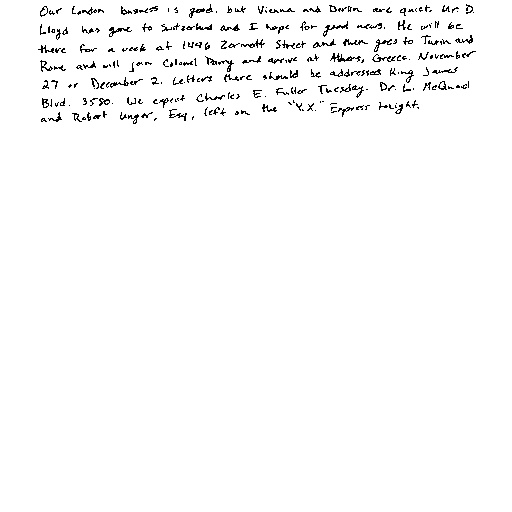 Our London business is good, but Vienna and Berlin are quiet. Mr. D.
Lloyd has gone to Switzerland and I hope for good news. He will be
there for a week at 1496 Zermott Street and then goes to Turin and
Rome and will join Colonel Parry and arrive at Athens, Greece, November
27 or December 2. Letters there should be addressed King James
Blvd. 3580. We expect Charles E. Fuller Tuesday. Dr. L. McQuaid
and Robert Unger, Esq., left on the "Y.X." Express tonight.